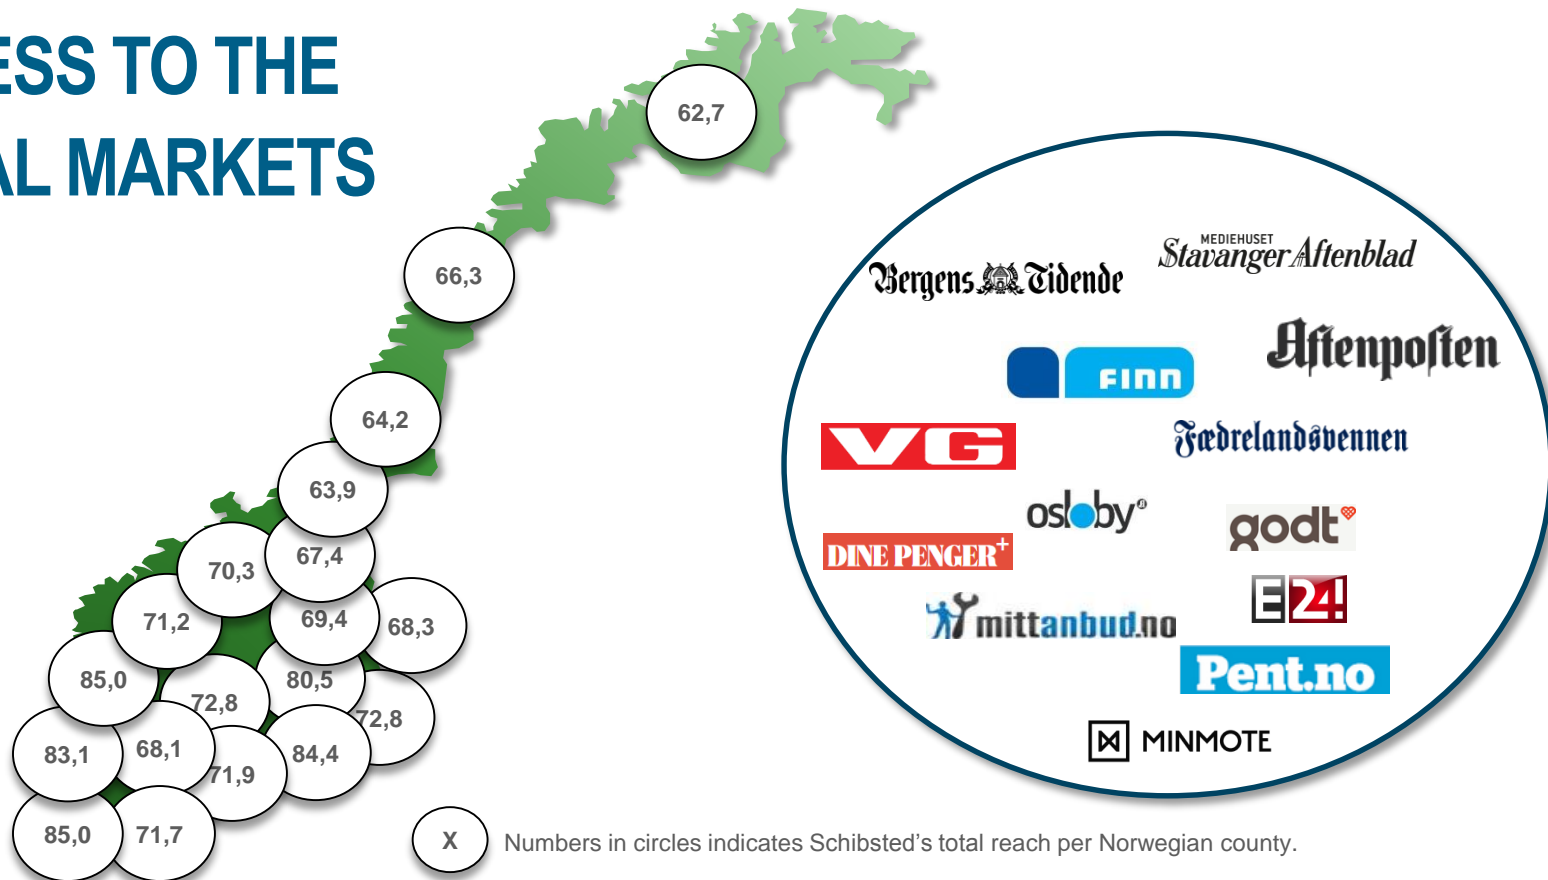 ESS TO THE
AL MARKETS
62,7
66,3
64,2
63,9
67,4
70,3
69,4
68,3
71,2
85,0
80,5
72,8
72,8
83,1
68,1
84,4
71,9
85,0
71,7
MEDIEHUSET
Stavanger Aftenblad
Bergens Tidende
Aftenposten
FINN
VG
Fædrelandsvennen
osloby
godt
DINE PENGER+
E24!
mittanbud.no
Pent.no
MINMOTE
X Numbers in circles indicates Schibsted's total reach per Norwegian county.